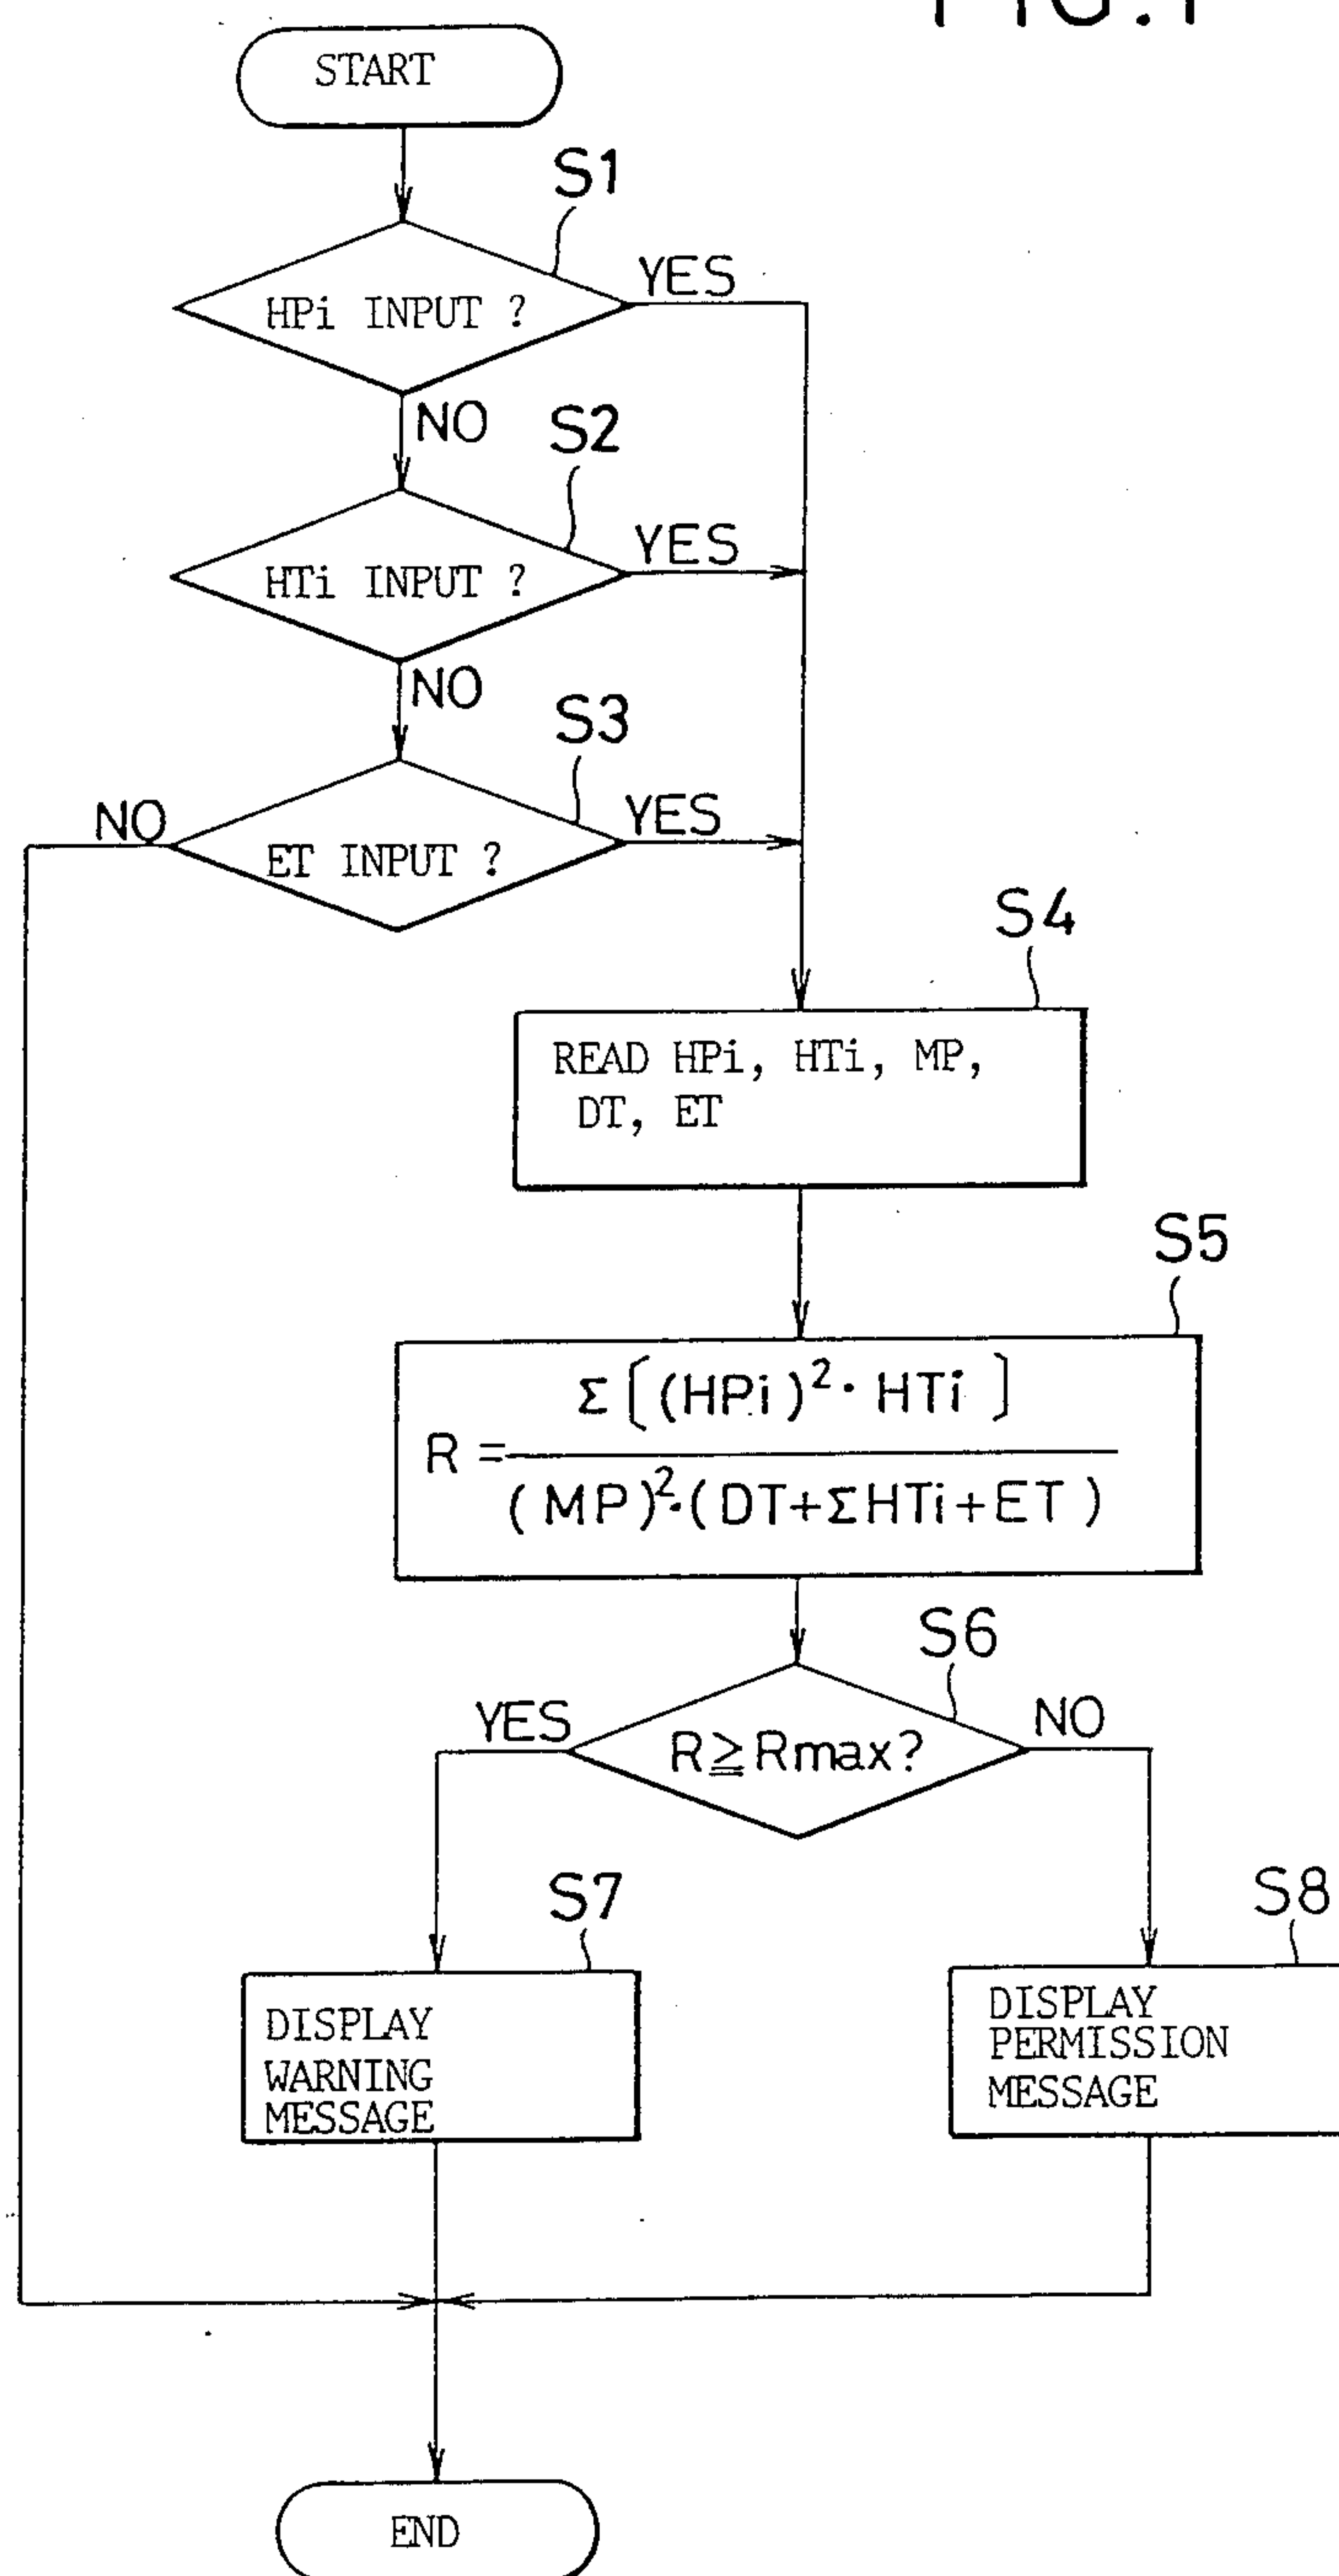 FIG.1
START
S1
HPi INPUT ?
YES
NO
S2
HTi INPUT ?
YES
NO
S3
NO
ET INPUT ?
YES
S4
READ HPi, HTi, MP,
DT, ET
S5
R = Σ[(HPi)²· HTi ]
(MP)²·(DT+ΣHTi+ET)
S6
YES
R≧Rmax?
NO
S7
DISPLAY
WARNING
MESSAGE
S8
DISPLAY
PERMISSION
MESSAGE
END